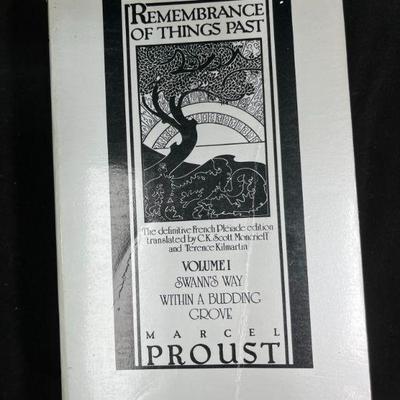 REMEMBRANCE
OF THINGS PAST
The definitive French Pléiade edition
translated by C.K. Scott Moncrieff
and Terence Kilmartin
VOLUME I
SWANN'S WAY
WITHIN A BUDDING
GROVE
MARCEL
PROUST